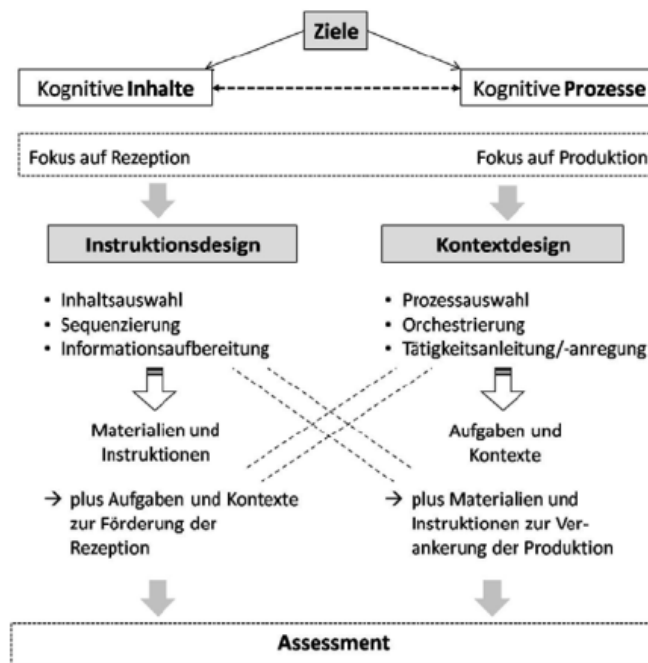 Ziele
Kognitive Inhalte
Kognitive Prozesse
Fokus auf Rezeption
Fokus auf Produktion
Instruktionsdesign
• Inhaltsauswahl
• Sequenzierung
• Informationsaufbereitung
Materialien und
Instruktionen
→ plus Aufgaben und Kontexte
zur Förderung der
Rezeption
Kontextdesign
• Prozessauswahl
• Orchestrierung
• Tätigkeitsanleitung/-anregung
Aufgaben und
Kontexte
→ plus Materialien und
Instruktionen zur Ver-
ankerung der Produktion
Assessment